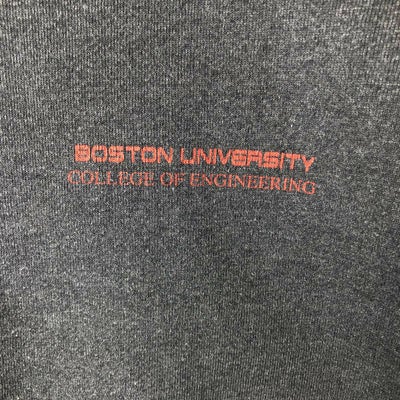 BOSTON UNIVERSITY
COLLEGE OF ENGINEERING